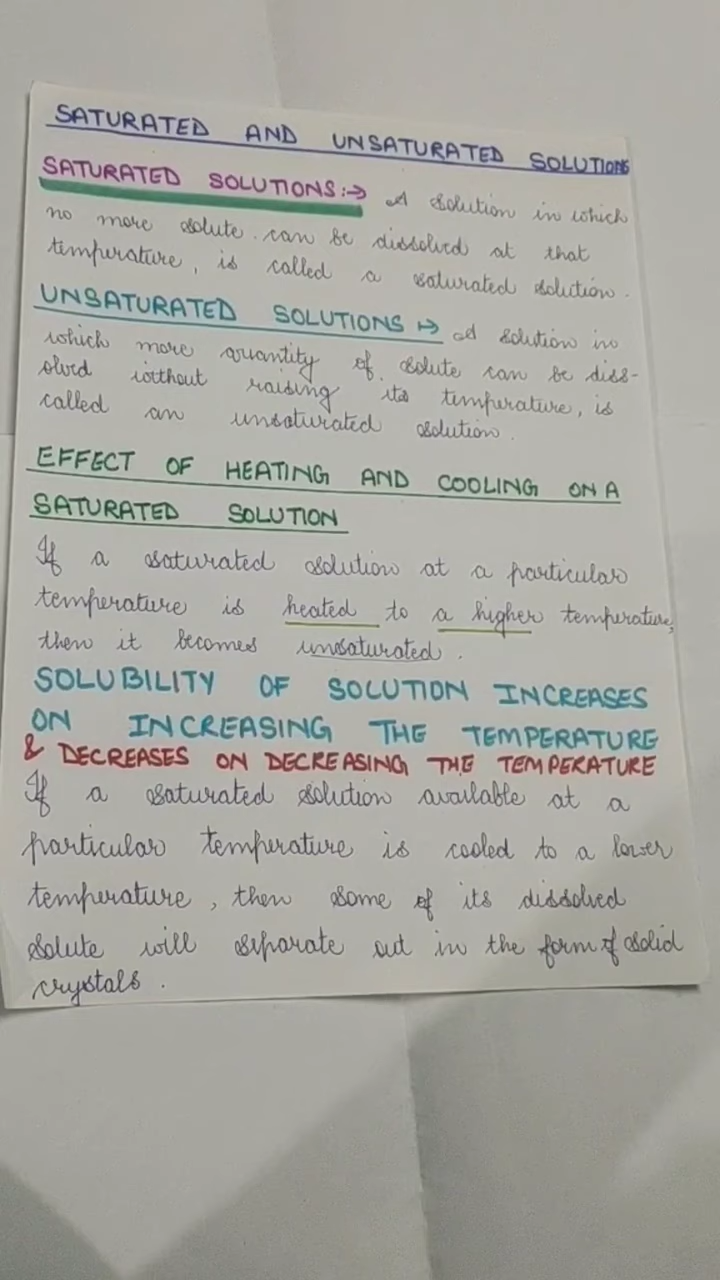 SATURATED AND UNSATURATED SOLUTIONS
SATURATED SOLUTIONS:→ A solution in which
no more solute can be dissolved at that
temperature, is called a saturated solution.
UNSATURATED SOLUTIONS → A solution in
which more quantity of solute can be diss-
olved without raising its temperature, is
called an unsaturated solution.
EFFECT OF HEATING AND COOLING ON A
SATURATED SOLUTION
If a saturated solution at a particular
temperature is heated to a higher temperature,
then it becomes unsaturated.
SOLUBILITY OF SOLUTION INCREASES
ON INCREASING THE TEMPERATURE
& DECREASES ON DECREASING THE TEMPERATURE
If a saturated solution available at a
particular temperature is cooled to a lower
temperature, then some of its dissolved
solute will separate out in the form of solid
crystals.